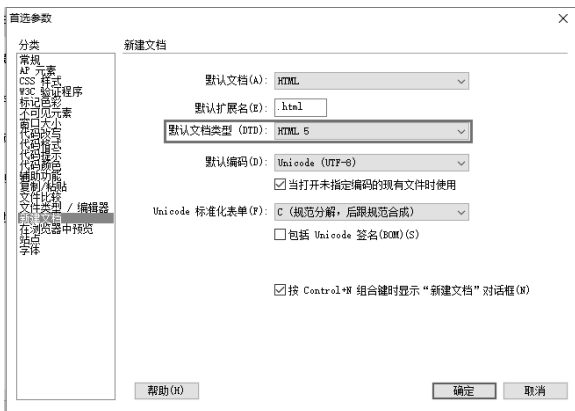 首选参数
分类
新建文档
常规
AP 元素
CSS 样式
W3C 验证程序
标记色彩
不可见元素
窗口大小
代码改写
代码格式
代码提示
代码颜色
辅助功能
复制/粘贴
文件比较
文件类型 / 编辑器
新建文档
在浏览器中预览
站点
字体
默认文档(A): HTML
默认扩展名(E): .html
默认文档类型 (DTD): HTML 5
默认编码(D): Unicode (UTF-8)
当打开未指定编码的现有文件时使用
Unicode 标准化表单(F): C (规范分解，后跟规范合成)
包括 Unicode 签名(BOM)(S)
按 Control+N 组合键时显示“新建文档”对话框(N)
帮助(H)
确定
取消